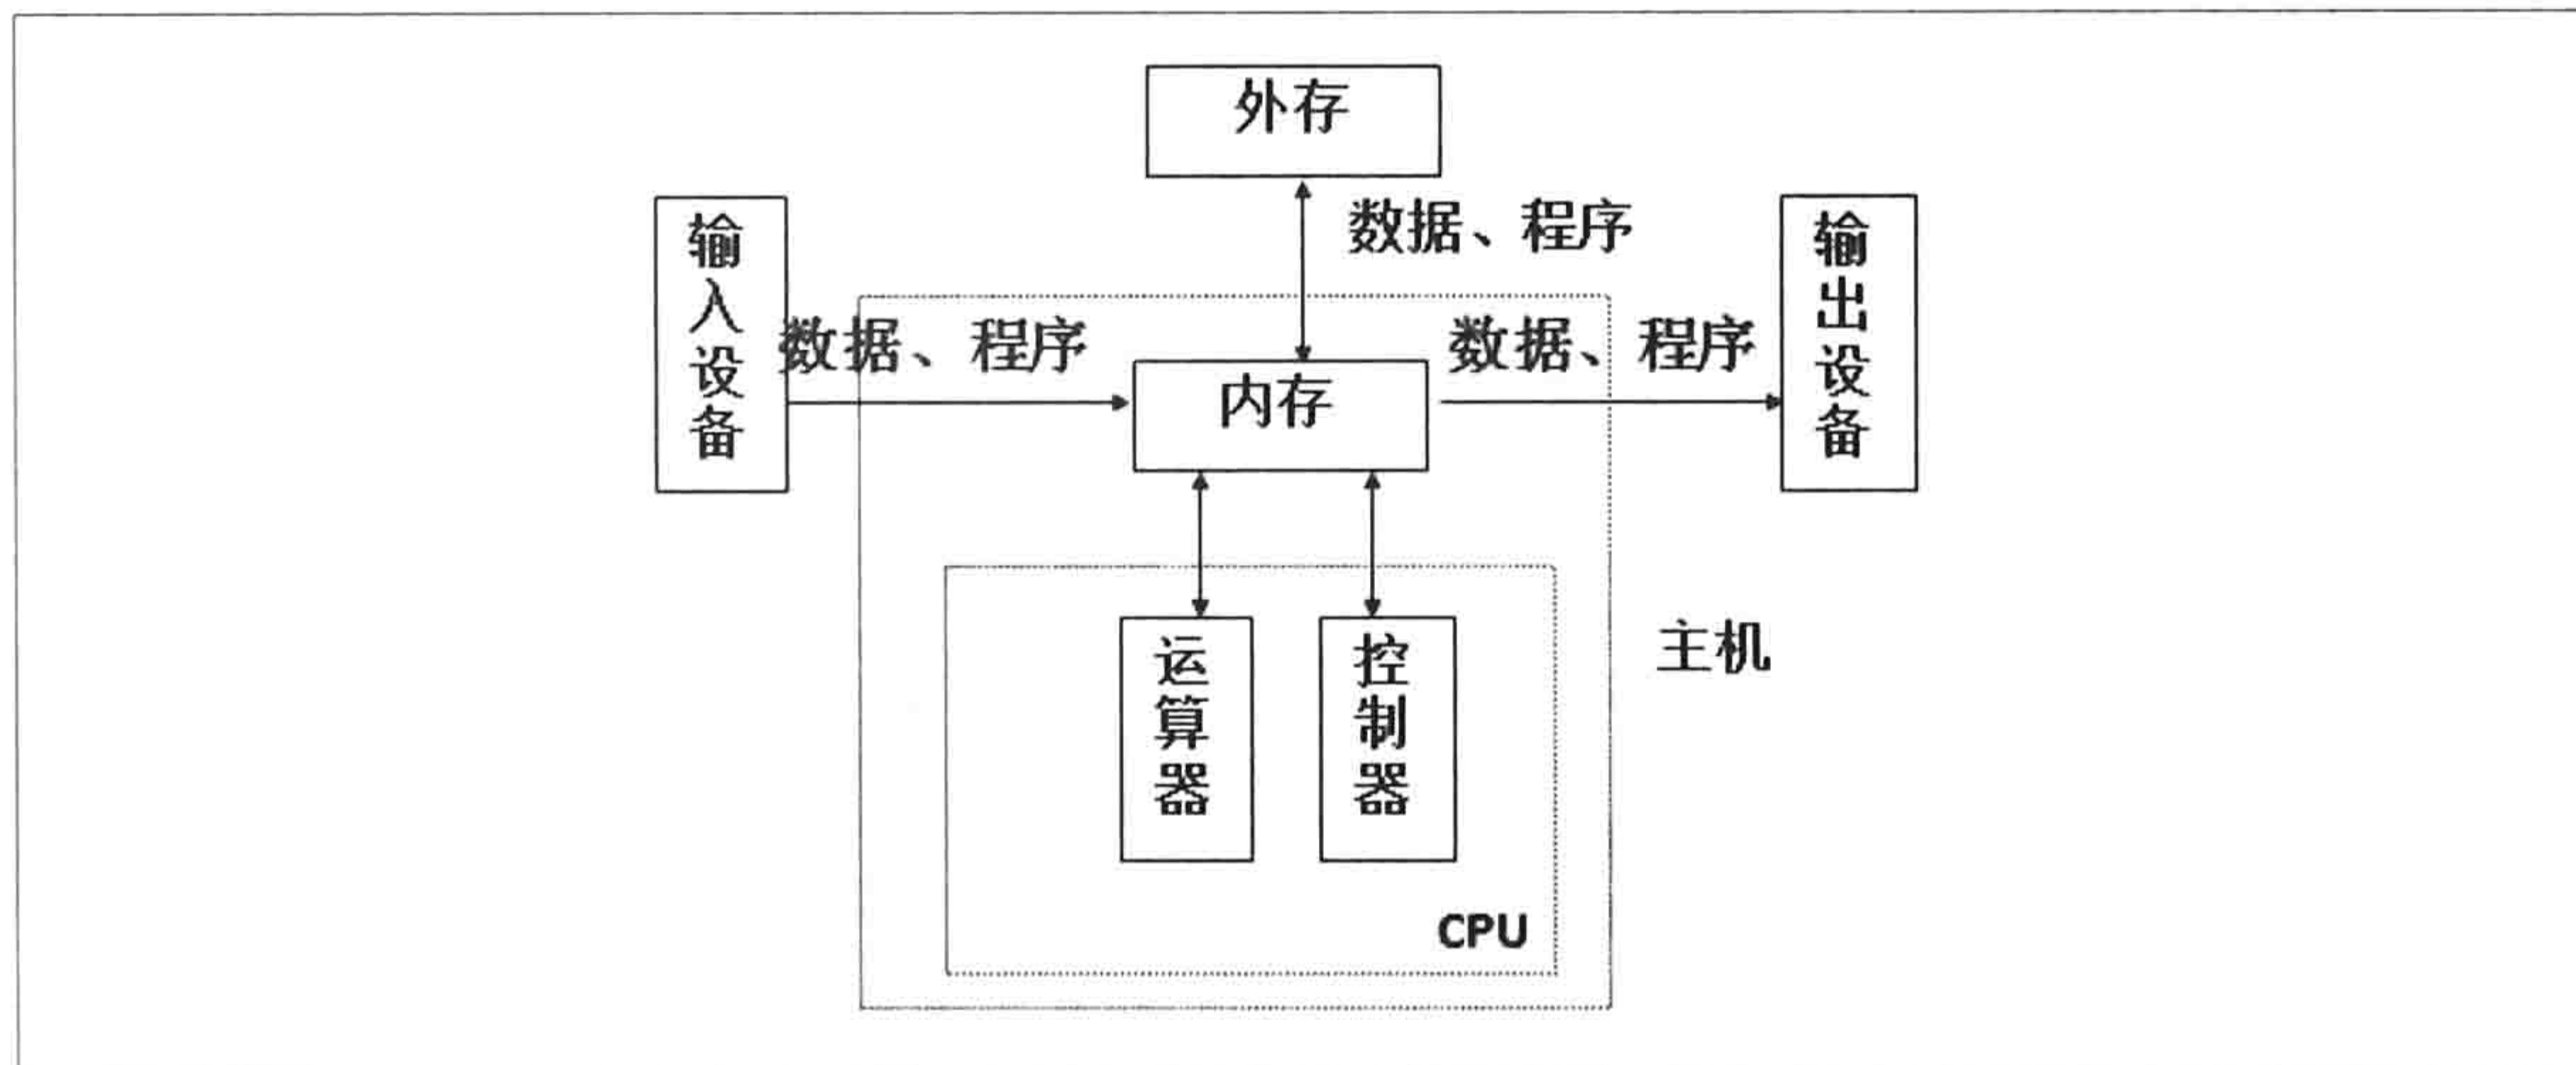 外存
数据、程序
输入设备
数据、程序
内存
数据、程序
输出设备
运算器
控制器
主机
CPU